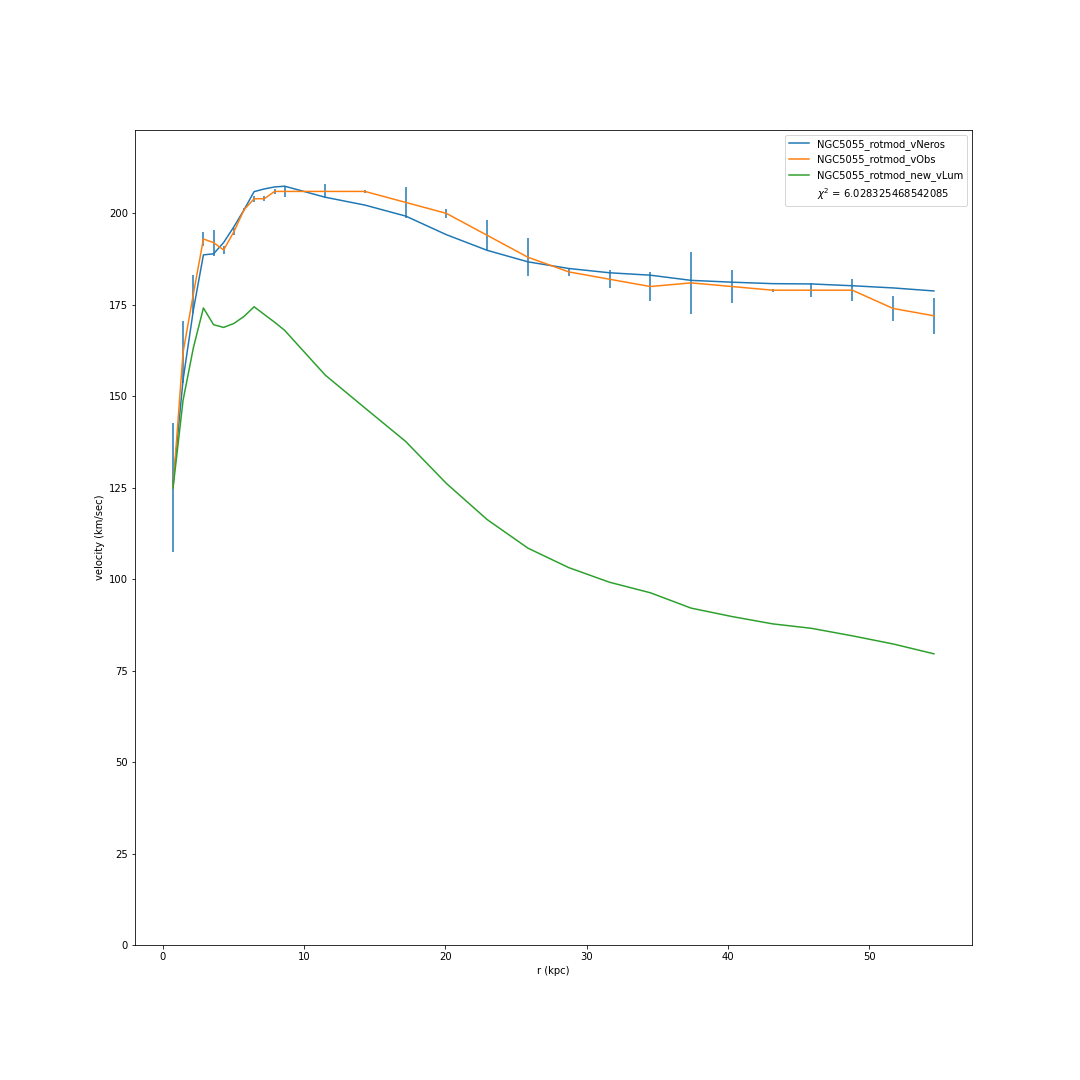 NGC5055_rotmod_vNeros
NGC5055_rotmod_vObs
NGC5055_rotmod_new_vLum
χ² = 6.028325468542085
200
175
150
125
100
75
50
25
0
velocity (km/sec)
0 10 20 30 40 50
r (kpc)